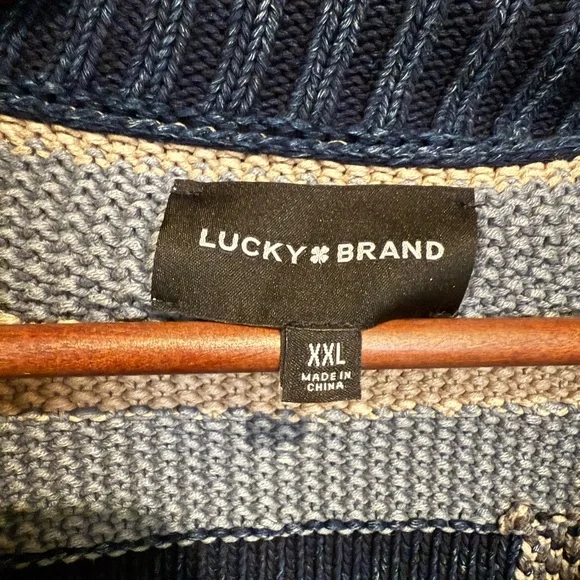 LUCKY BRAND
XXL
MADE IN
CHINA